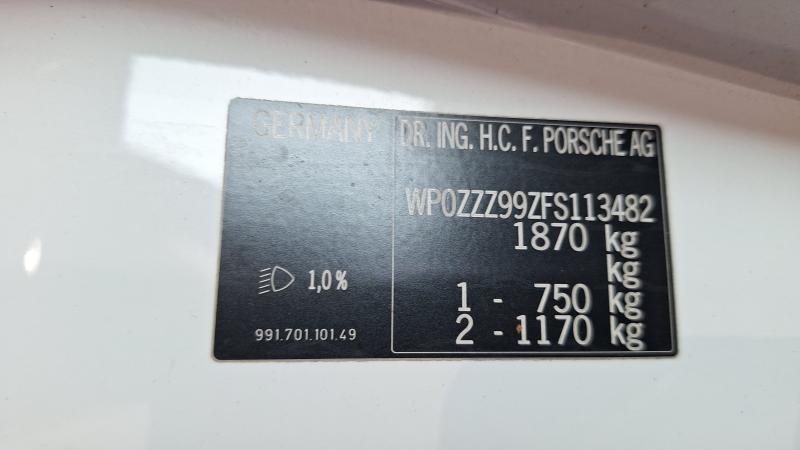 GERMANY
DR. ING. H.C. F. PORSCHE AG
WP0ZZZ99ZFS113482
1870 kg
kg
1 - 750 kg
2 - 1170 kg
1,0%
991.701.101.49